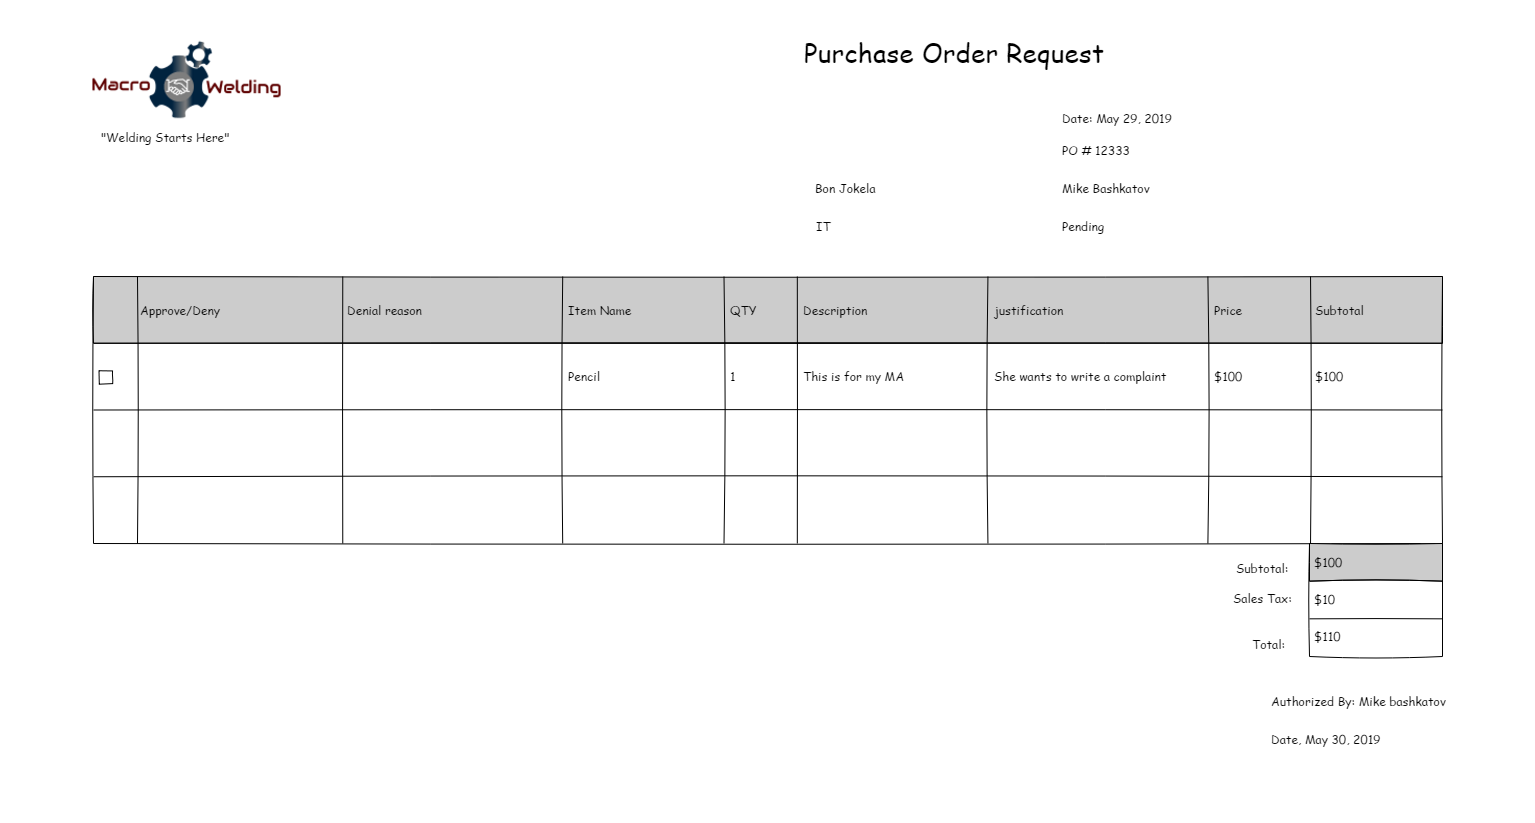 Purchase Order Request
Macro Welding
"Welding Starts Here"
Date: May 29, 2019
PO # 12333
Bon Jokela Mike Bashkatov
IT Pending
Approve/Deny Denial reason Item Name QTY Description justification Price Subtotal
Pencil 1 This is for my MA She wants to write a complaint $100 $100
Subtotal: $100
Sales Tax: $10
Total: $110
Authorized By: Mike bashkatov
Date, May 30, 2019